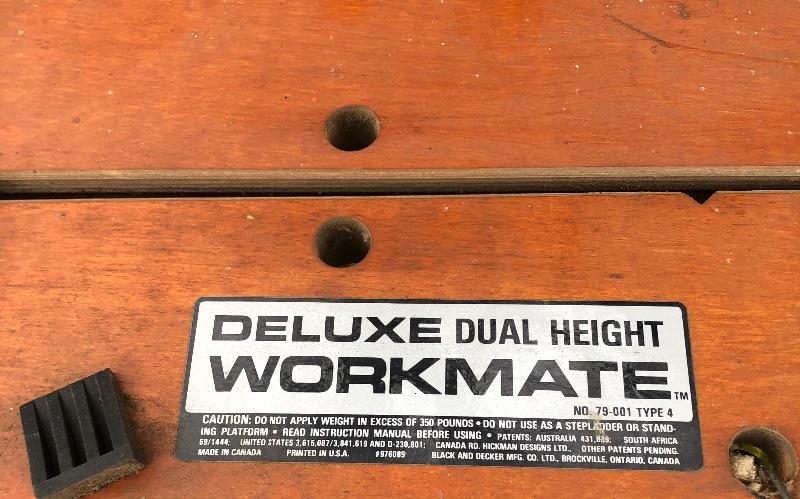 DELUXE DUAL HEIGHT
WORKMATE™
NO. 79-001 TYPE 4
CAUTION: DO NOT APPLY WEIGHT IN EXCESS OF 350 POUNDS • DO NOT USE AS A STEPLADDER OR STAND-
ING PLATFORM • READ INSTRUCTION MANUAL BEFORE USING • PATENTS: AUSTRALIA 431,639; SOUTH AFRICA
69/1444; UNITED STATES 3,615,087/3,841,619 AND D-230,801; CANADA RD. HICKMAN DESIGNS LTD., OTHER PATENTS PENDING.
MADE IN CANADA PRINTED IN U.S.A. #976089 BLACK AND DECKER MFG. CO. LTD., BROCKVILLE, ONTARIO, CANADA